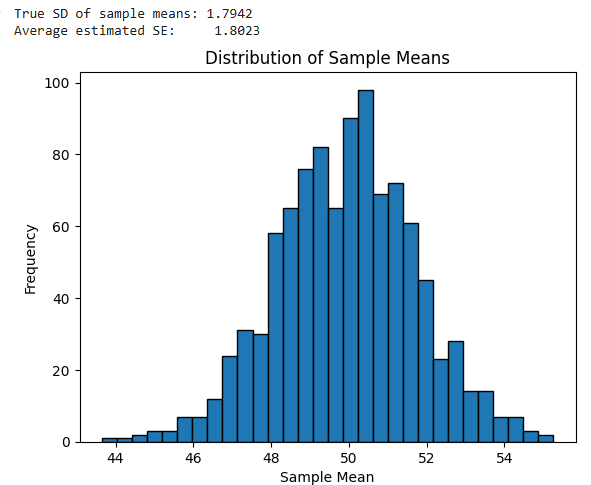 True SD of sample means: 1.7942
Average estimated SE: 1.8023
Distribution of Sample Means
100
80
60
40
20
0
Frequency
44 46 48 50 52 54
Sample Mean